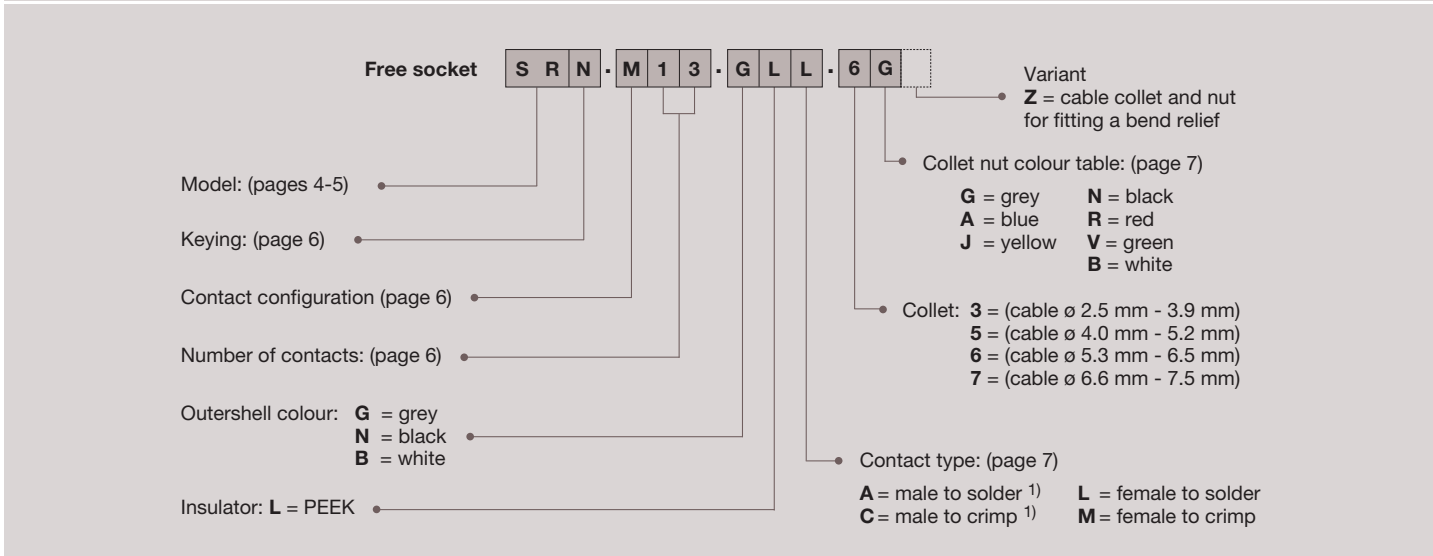 Free socket SRN.M13.GLL.6G
Variant
Z = cable collet and nut
for fitting a bend relief
Collet nut colour table: (page 7)
G = grey N = black
A = blue R = red
J = yellow V = green
B = white
Model: (pages 4-5)
Keying: (page 6)
Contact configuration (page 6)
Collet: 3 = (cable ø 2.5 mm - 3.9 mm)
5 = (cable ø 4.0 mm - 5.2 mm)
6 = (cable ø 5.3 mm - 6.5 mm)
7 = (cable ø 6.6 mm - 7.5 mm)
Number of contacts: (page 6)
Outershell colour: G = grey
N = black
B = white
Contact type: (page 7)
A = male to solder 1) L = female to solder
C = male to crimp 1) M = female to crimp
Insulator: L = PEEK